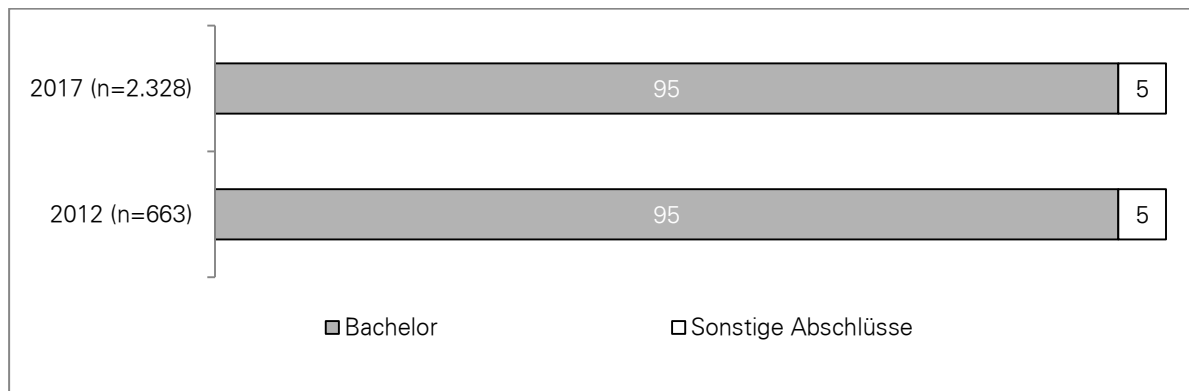 2017 (n=2.328) 95 5
2012 (n=663) 95 5
Bachelor Sonstige Abschlüsse